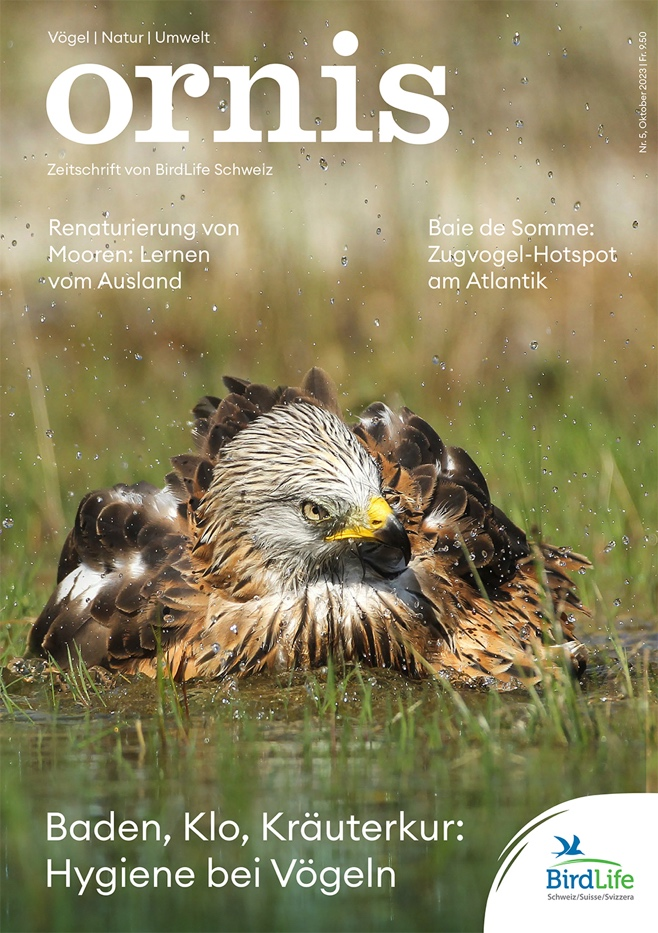 Vögel | Natur | Umwelt
ornis
Zeitschrift von BirdLife Schweiz
Nr. 5, Oktober 2023 | Fr. 9.50
Renaturierung von
Mooren: Lernen
vom Ausland
Baie de Somme:
Zugvogel-Hotspot
am Atlantik
Baden, Klo, Kräuterkur:
Hygiene bei Vögeln
BirdLife
Schweiz/Suisse/Svizzera